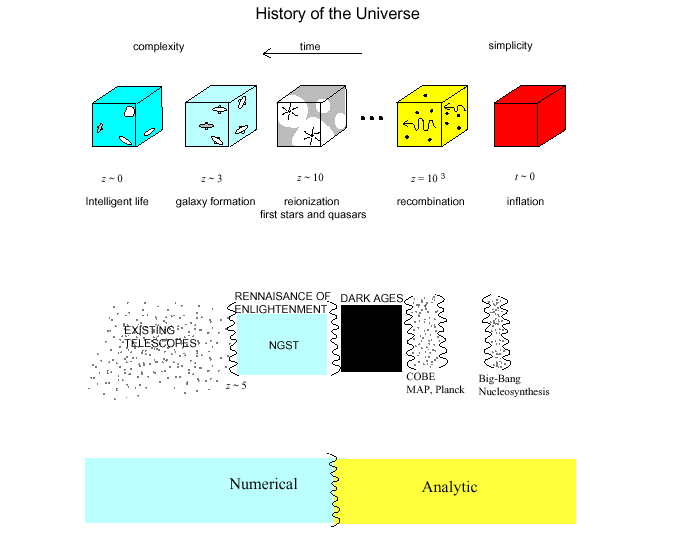 History of the Universe
complexity
time
simplicity
z ~ 0
z ~ 3
z ~ 10
z = 10 3
t ~ 0
Intelligent life
galaxy formation
reionization
first stars and quasars
recombination
inflation
EXISTING
TELESCOPES
RENNAISANCE OF
ENLIGHTENMENT
NGST
DARK AGES
z ~ 5
COBE
MAP, Planck
Big-Bang
Nucleosynthesis
Numerical
Analytic